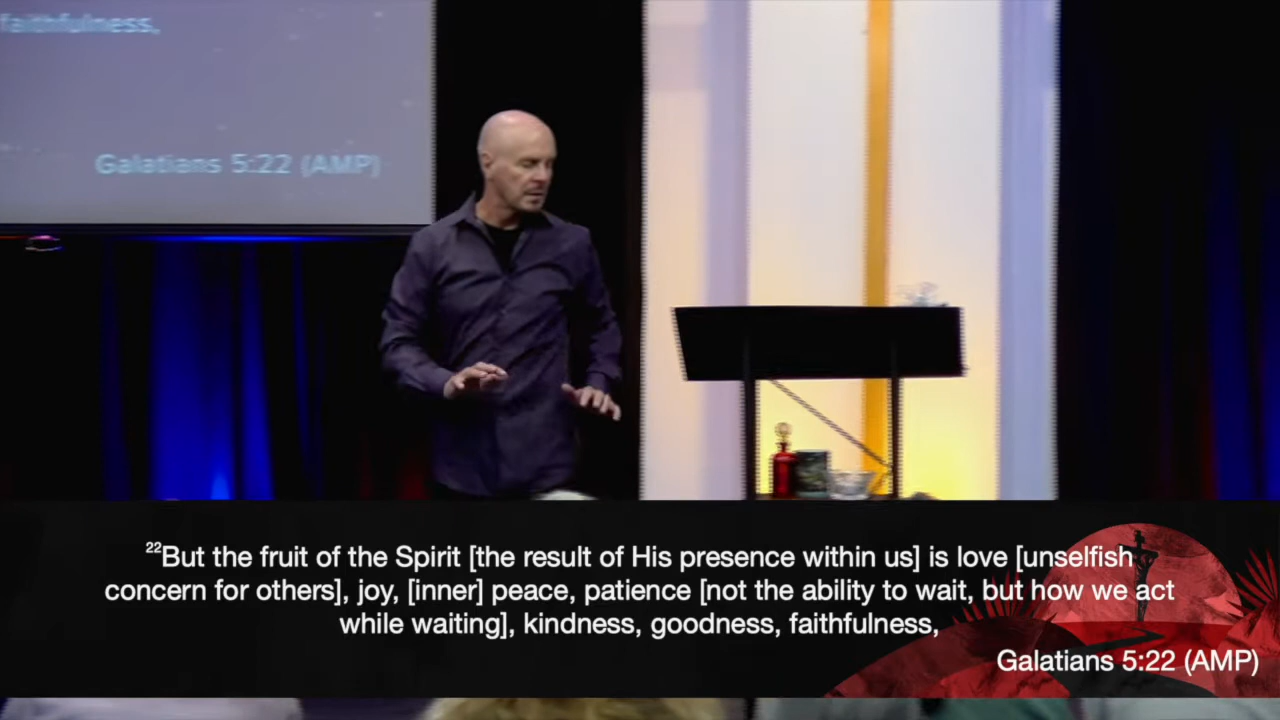 faithfulness,
Galatians 5:22 (AMP)
²²But the fruit of the Spirit [the result of His presence within us] is love [unselfish
concern for others], joy, [inner] peace, patience [not the ability to wait, but how we act
while waiting], kindness, goodness, faithfulness,
Galatians 5:22 (AMP)